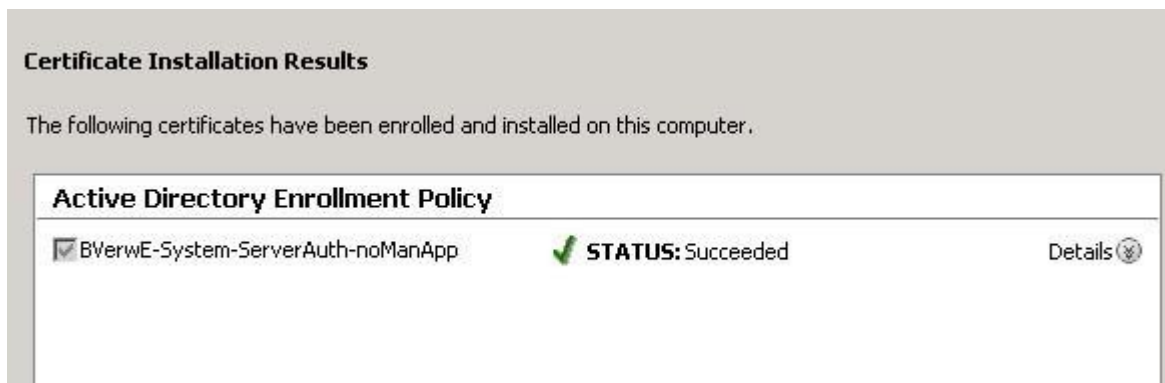 Certificate Installation Results
The following certificates have been enrolled and installed on this computer.
Active Directory Enrollment Policy
BVerwE-System-ServerAuth-noManApp STATUS: Succeeded Details